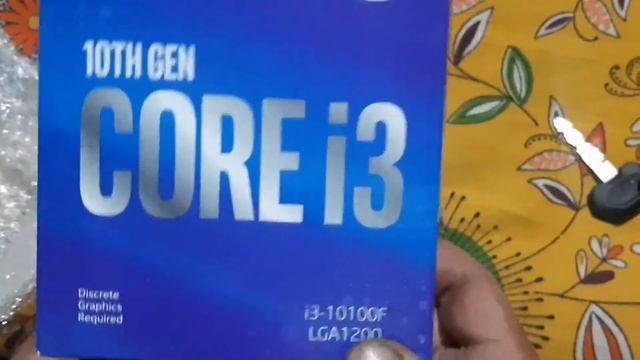 10TH GEN
CORE i3
Discrete
Graphics
Required
i3-10100F
LGA1200